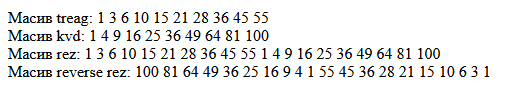 Масив treag: 1 3 6 10 15 21 28 36 45 55
Масив kvd: 1 4 9 16 25 36 49 64 81 100
Масив rez: 1 3 6 10 15 21 28 36 45 55 1 4 9 16 25 36 49 64 81 100
Масив reverse rez: 100 81 64 49 36 25 16 9 4 1 55 45 36 28 21 15 10 6 3 1